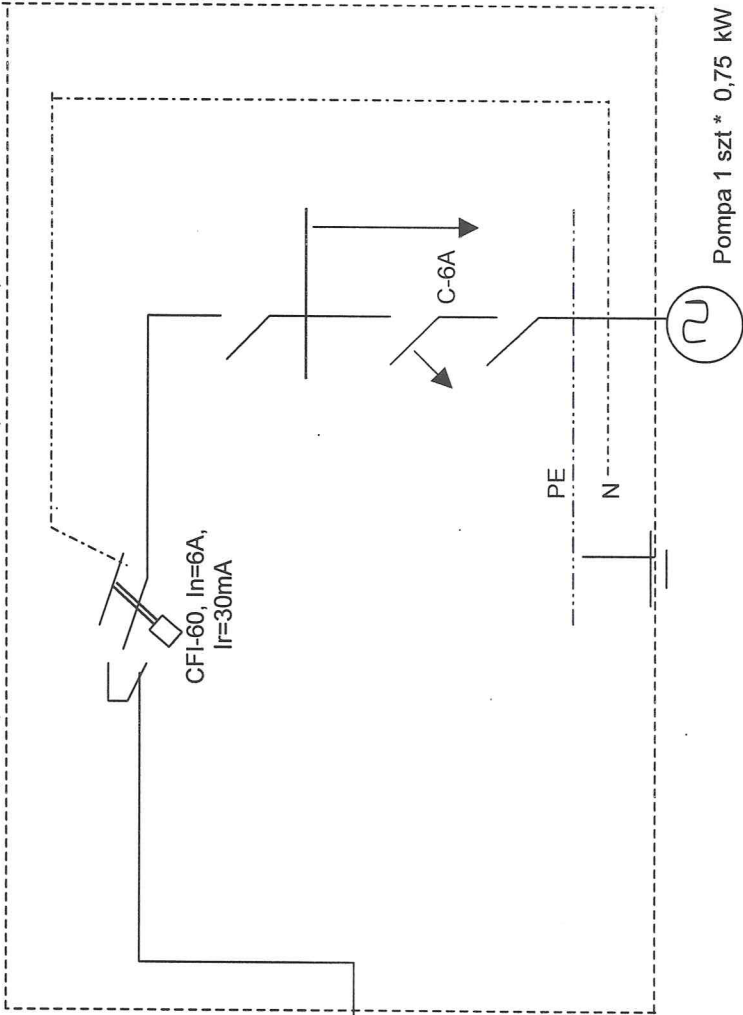 CFI-60, In=6A,
Ir=30mA
C-6A
PE
N
Pompa 1 szt * 0,75 kW